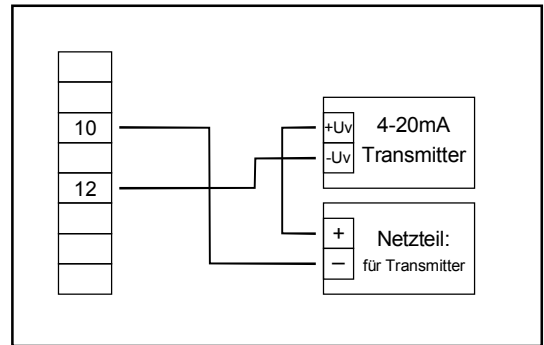 10
12
+Uv
-Uv
4-20mA
Transmitter
+
–
Netzteil:
für Transmitter